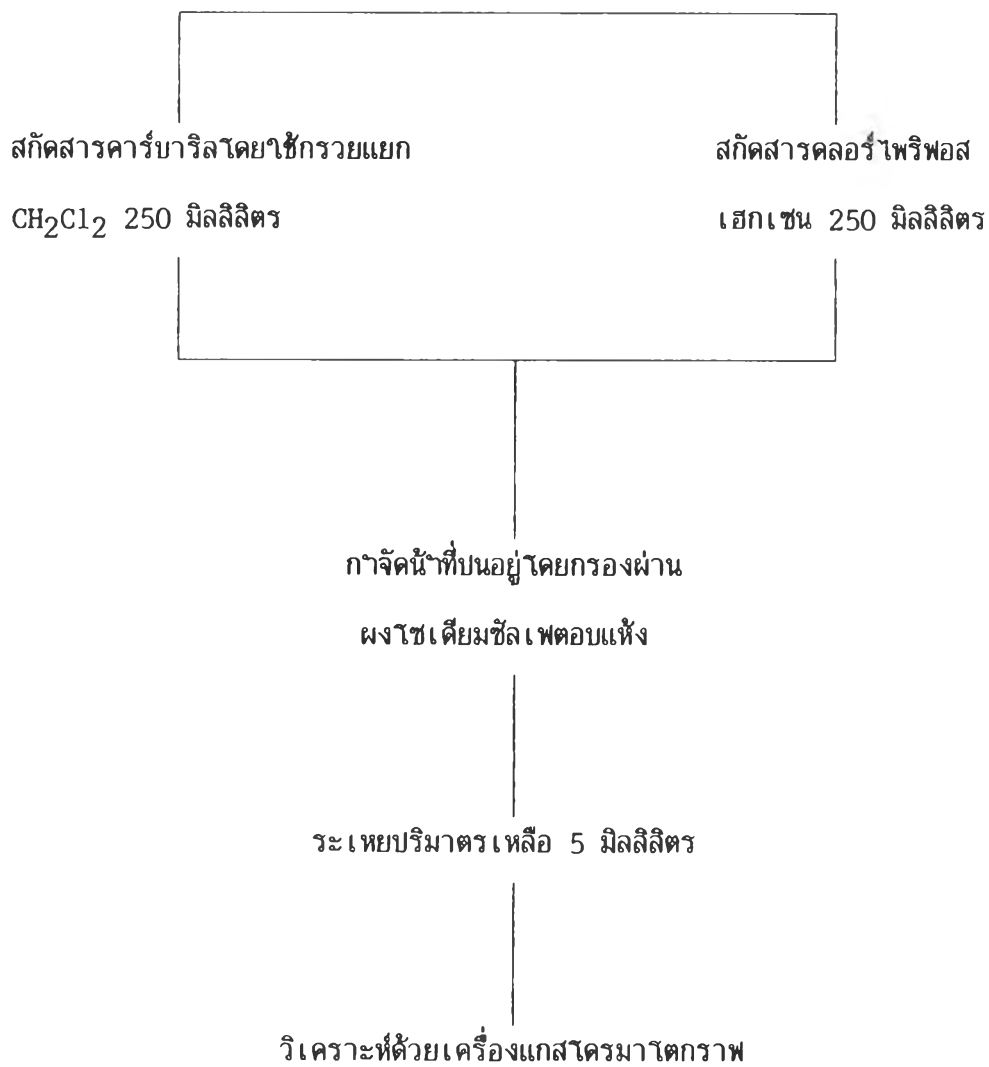 สกัดสารคาร์บาริลโดยใช้กรวยแยก
CH2Cl2 250 มิลลิลิตร
สกัดสารคลอร์ไพริฟอส
เฮกเซน 250 มิลลิลิตร
กำจัดน้ำที่ปนอยู่โดยกรองผ่าน
ผงโซเดียมซัลเฟตอบแห้ง
ระเหยปริมาตรเหลือ 5 มิลลิลิตร
วิเคราะห์ด้วยเครื่องแกสโครมาโตกราฟ